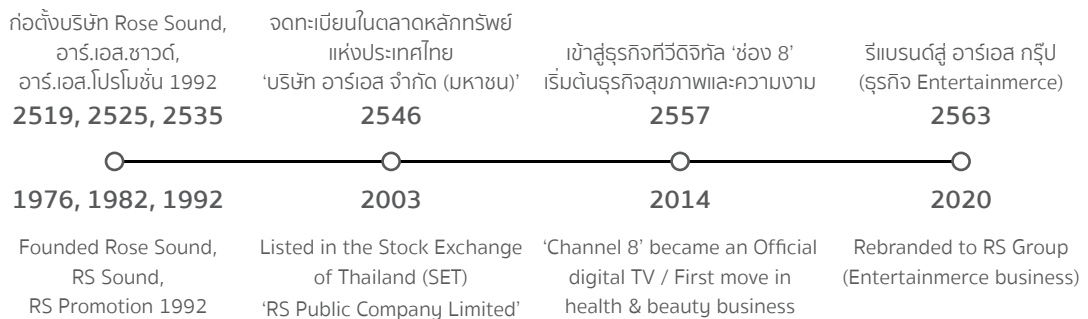 ก่อตั้งบริษัท Rose Sound,
อาร์.เอส.ซาวด์,
อาร์.เอส.โปรโมชั่น 1992
2519, 2525, 2535
1976, 1982, 1992
Founded Rose Sound,
RS Sound,
RS Promotion 1992
จดทะเบียนในตลาดหลักทรัพย์
แห่งประเทศไทย
‘บริษัท อาร์เอส จำกัด (มหาชน)’
2546
2003
Listed in the Stock Exchange
of Thailand (SET)
‘RS Public Company Limited’
เข้าสู่ธุรกิจทีวีดิจิทัล ‘ช่อง 8’
เริ่มต้นธุรกิจสุขภาพและความงาม
2557
2014
‘Channel 8’ became an Official
digital TV / First move in
health & beauty business
รีแบรนด์สู่ อาร์เอส กรุ๊ป
(ธุรกิจ Entertainmerce)
2563
2020
Rebranded to RS Group
(Entertainmerce business)